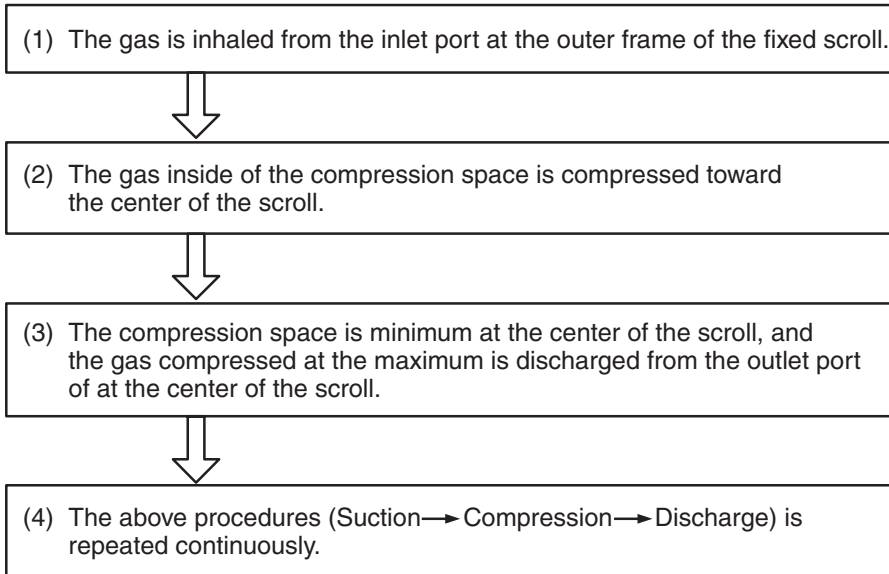 (1) The gas is inhaled from the inlet port at the outer frame of the fixed scroll.
(2) The gas inside of the compression space is compressed toward
the center of the scroll.
(3) The compression space is minimum at the center of the scroll, and
the gas compressed at the maximum is discharged from the outlet port
of at the center of the scroll.
(4) The above procedures (Suction→Compression→Discharge) is
repeated continuously.